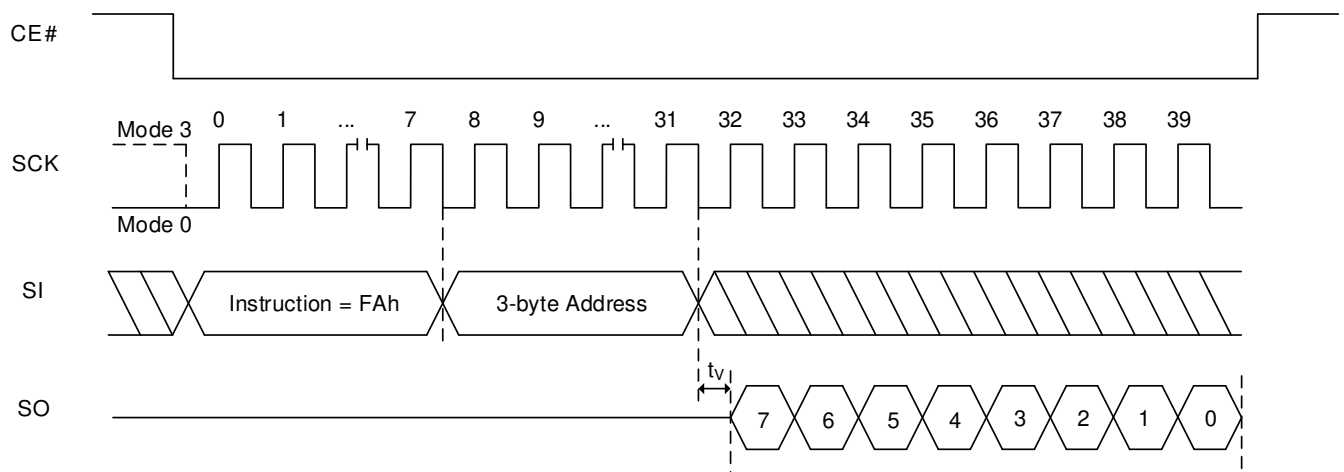 CE#
0 1 ... 7 8 9 ... 31 32 33 34 35 36 37 38 39
Mode 3
SCK
Mode 0
SI
Instruction = FAh
3-byte Address
tV
SO
7 6 5 4 3 2 1 0